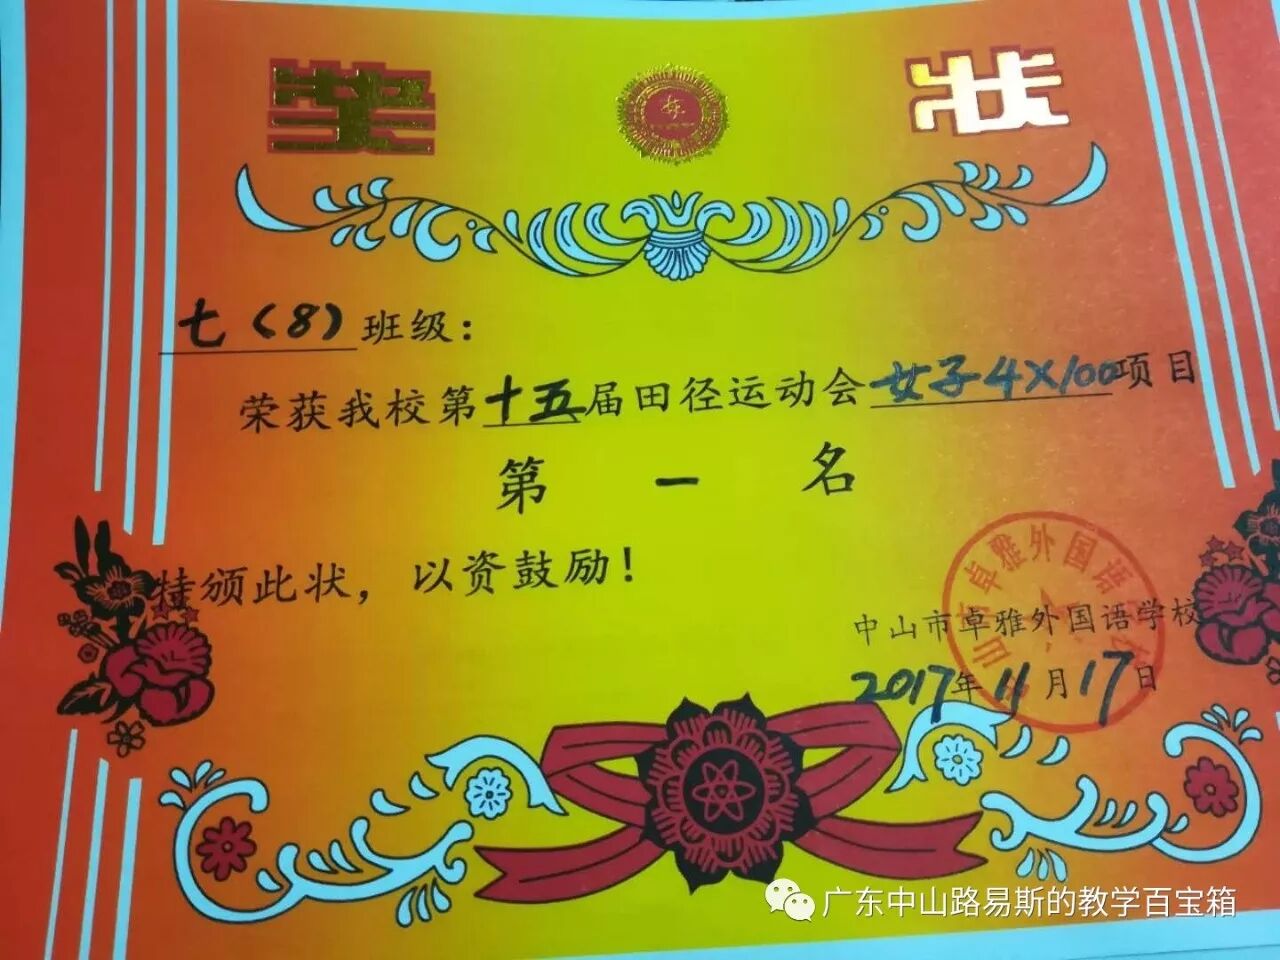 奖 状
七(8)班级:
荣获我校第十五届田径运动会女子4×100项目
第 一 名
特颁此状，以资鼓励!
中山市卓雅外国语学校
2017年11月17日
广东中山路易斯的教学百宝箱